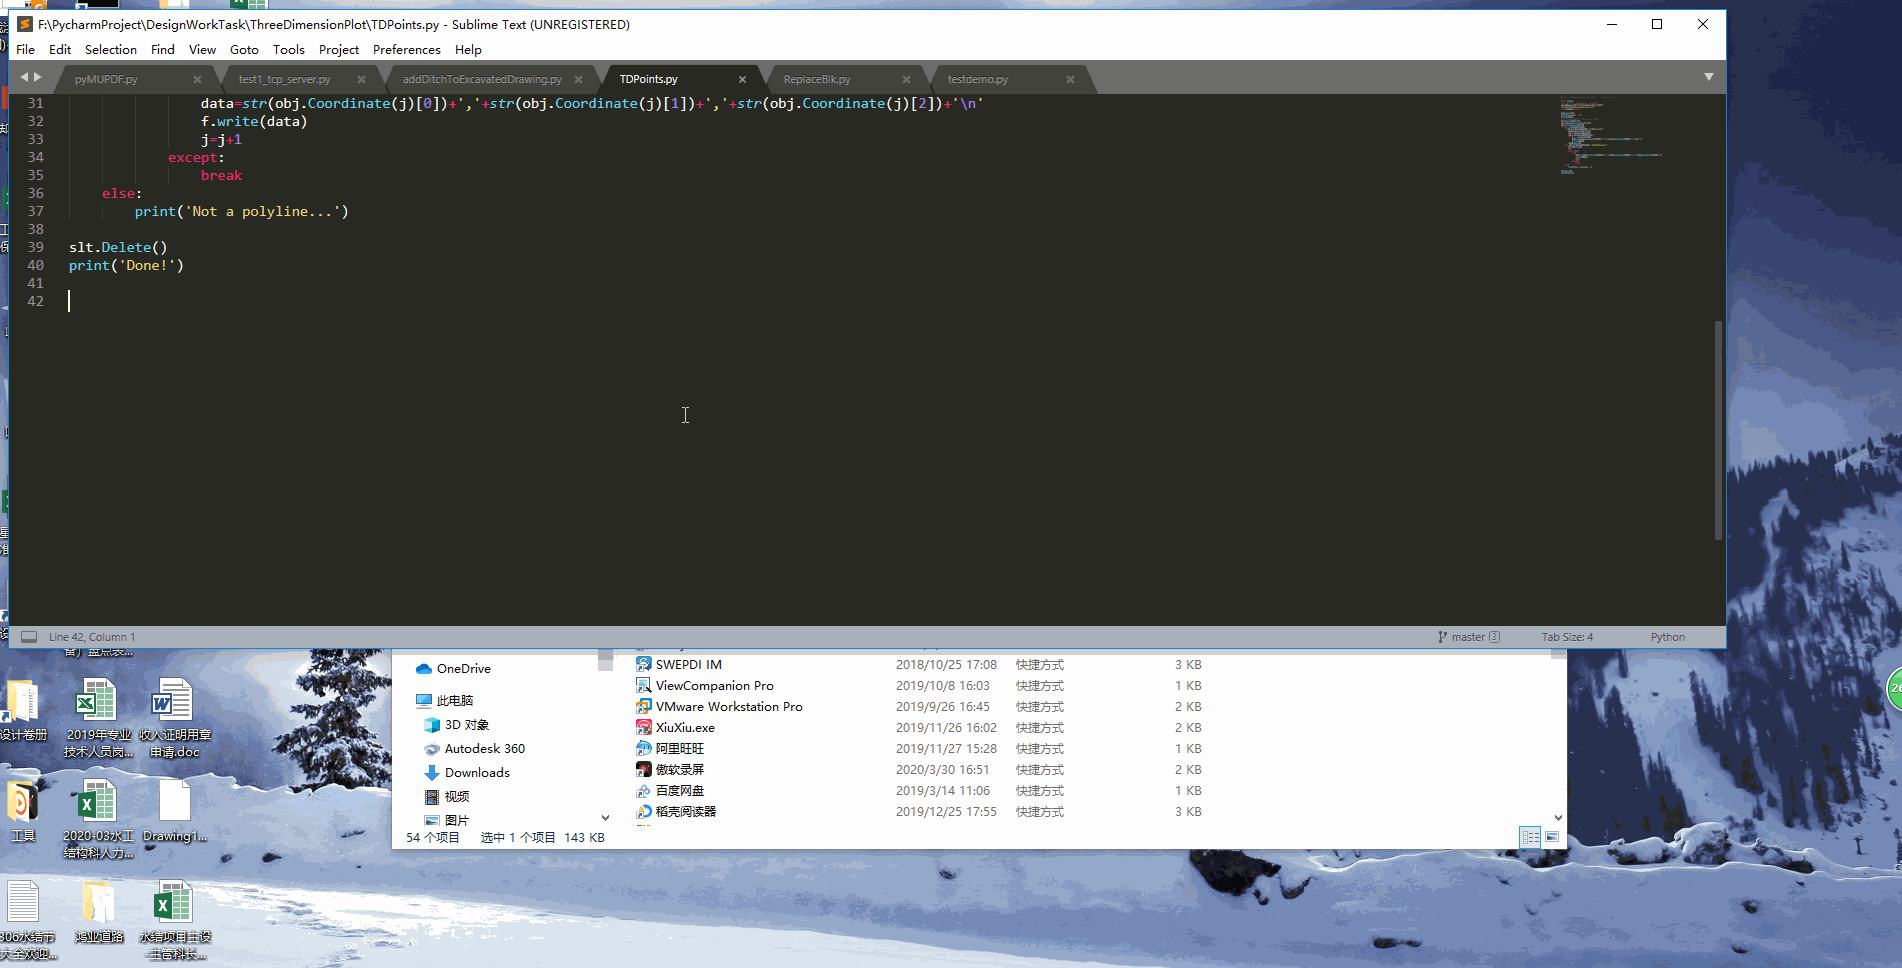 F:\PycharmProject\DesignWorkTask\ThreeDimensionPlot\TDPoints.py - Sublime Text (UNREGISTERED)
File Edit Selection Find View Goto Tools Project Preferences Help
pyMUPDF.py test1_tcp_server.py addDitchToExcavatedDrawing.py TDPoints.py ReplaceBlk.py testdemo.py
31 data=str(obj.Coordinate(j)[0])+','+str(obj.Coordinate(j)[1])+','+str(obj.Coordinate(j)[2])+'\n'
32 f.write(data)
33 j=j+1
34 except:
35 break
36 else:
37 print('Not a polyline...')
38
39 slt.Delete()
40 print('Done!')
41
42
Line 42, Column 1 master 2 Tab Size: 4 Python
OneDrive
此电脑
3D 对象
Autodesk 360
Downloads
视频
图片
SWEPDI IM 2018/10/25 17:08 快捷方式 3 KB
ViewCompanion Pro 2019/10/8 16:03 快捷方式 1 KB
VMware Workstation Pro 2019/9/26 16:45 快捷方式 2 KB
XiuXiu.exe 2019/11/26 16:02 快捷方式 2 KB
阿里旺旺 2019/11/27 15:28 快捷方式 1 KB
傲软录屏 2020/3/30 16:51 快捷方式 2 KB
百度网盘 2019/3/14 11:06 快捷方式 1 KB
稻壳阅读器 2019/12/25 17:55 快捷方式 3 KB
54 个项目 选中 1 个项目 143 KB
设计卷册
2019年专业
技术人员岗...
收入证明用章
申请.doc
工具
2020-03水工
结构科人力...
Drawing1...
306水结节
大全欢迎...
鸿业道路
水结项目主设
-主管科长...
26